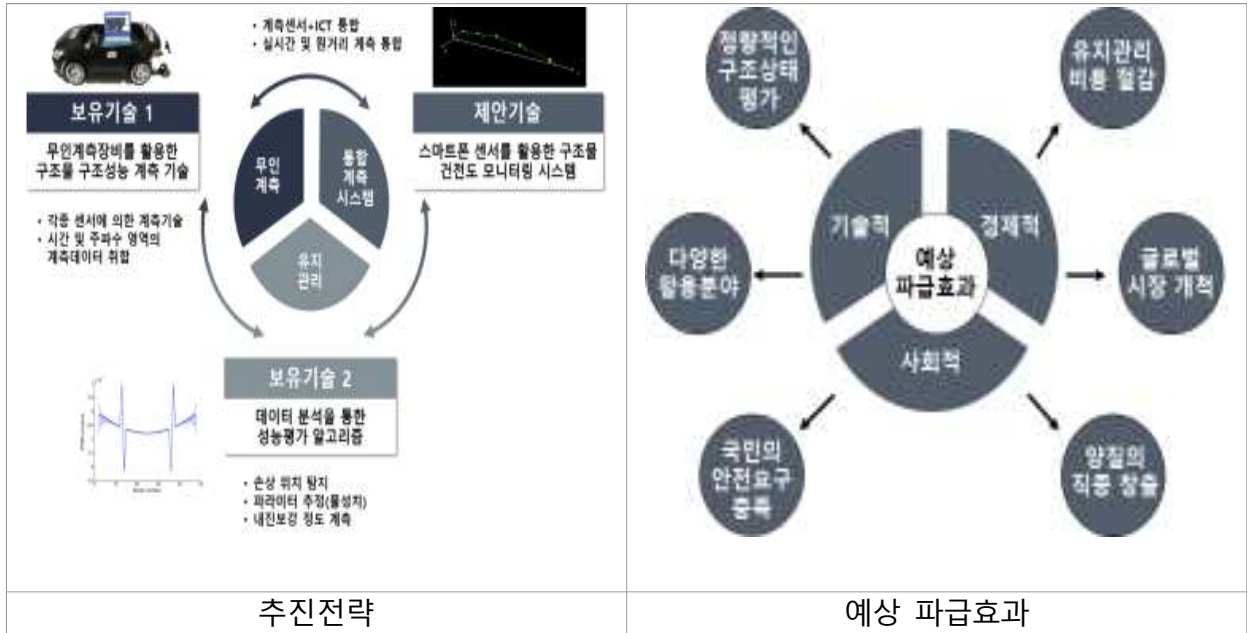 • 계측센서+ICT 통합
• 실시간 및 원거리 계측 통합
보유기술 1
무인계측장비를 활용한
구조물 구조성능 계측 기술
• 각종 센서에 의한 계측기술
• 시간 및 주파수 영역의
계측데이터 취합
무인
계측
통합
계측
시스템
유지
관리
제안기술
스마트폰 센서를 활용한 구조물
건전도 모니터링 시스템
보유기술 2
데이터 분석을 통한
성능평가 알고리즘
• 손상 위치 탐지
• 파라미터 추정(물성치)
• 내진보강 정도 계측
추진전략
정량적인
구조상태
평가
유지관리
비용 절감
기술적
경제적
예상
파급효과
다양한
활용분야
글로벌
시장 개척
사회적
국민의
안전요구
충족
양질의
직종 창출
예상 파급효과